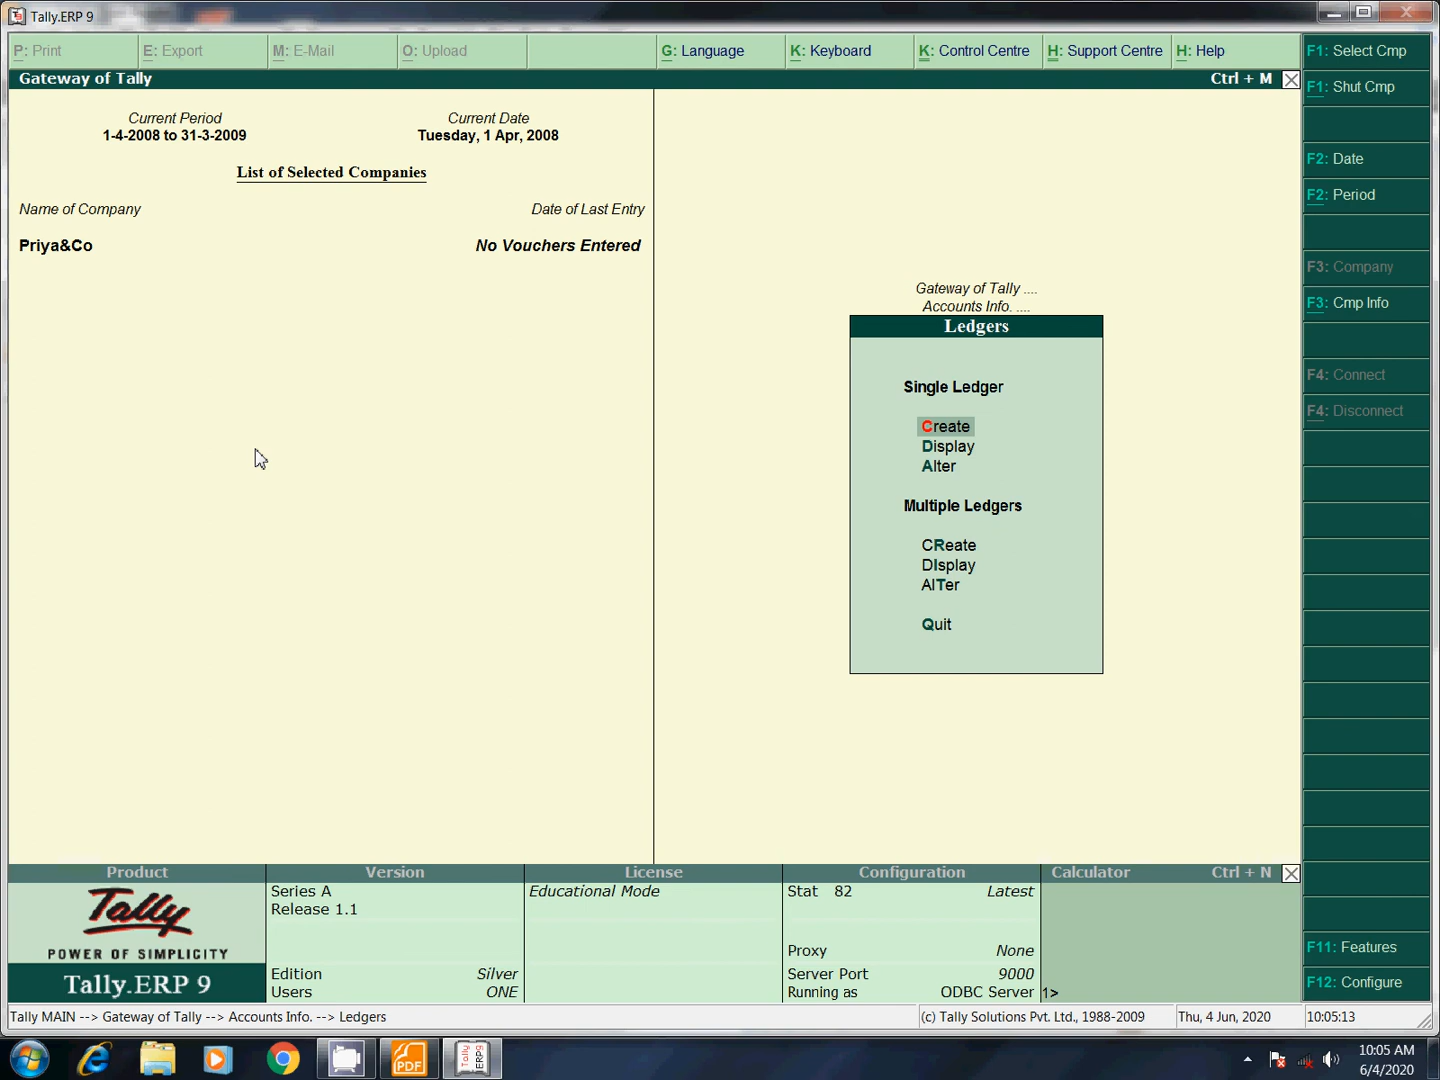 Tally.ERP 9
P: Print
E: Export
M: E-Mail
O: Upload
G: Language
K: Keyboard
K: Control Centre
H: Support Centre
H: Help
F1: Select Cmp
Gateway of Tally
Ctrl + M
F1: Shut Cmp
Current Period
1-4-2008 to 31-3-2009
Current Date
Tuesday, 1 Apr, 2008
List of Selected Companies
Name of Company
Date of Last Entry
Priya&Co
No Vouchers Entered
Gateway of Tally ....
Accounts Info. ....
Ledgers
Single Ledger
Create
Display
Alter
Multiple Ledgers
CReate
DIsplay
AlTer
Quit
F2: Date
F2: Period
F3: Company
F3: Cmp Info
F4: Connect
F4: Disconnect
F11: Features
F12: Configure
Product
Tally
POWER OF SIMPLICITY
Tally.ERP 9
Version
Series A
Release 1.1
Edition Silver
Users ONE
License
Educational Mode
Configuration
Stat 82 Latest
Proxy None
Server Port 9000
Running as ODBC Server
Calculator
Ctrl + N
1>
Tally MAIN --> Gateway of Tally --> Accounts Info. --> Ledgers
(c) Tally Solutions Pvt. Ltd., 1988-2009
Thu, 4 Jun, 2020
10:05:13
PDF
Tally
ERP9
10:05 AM
6/4/2020